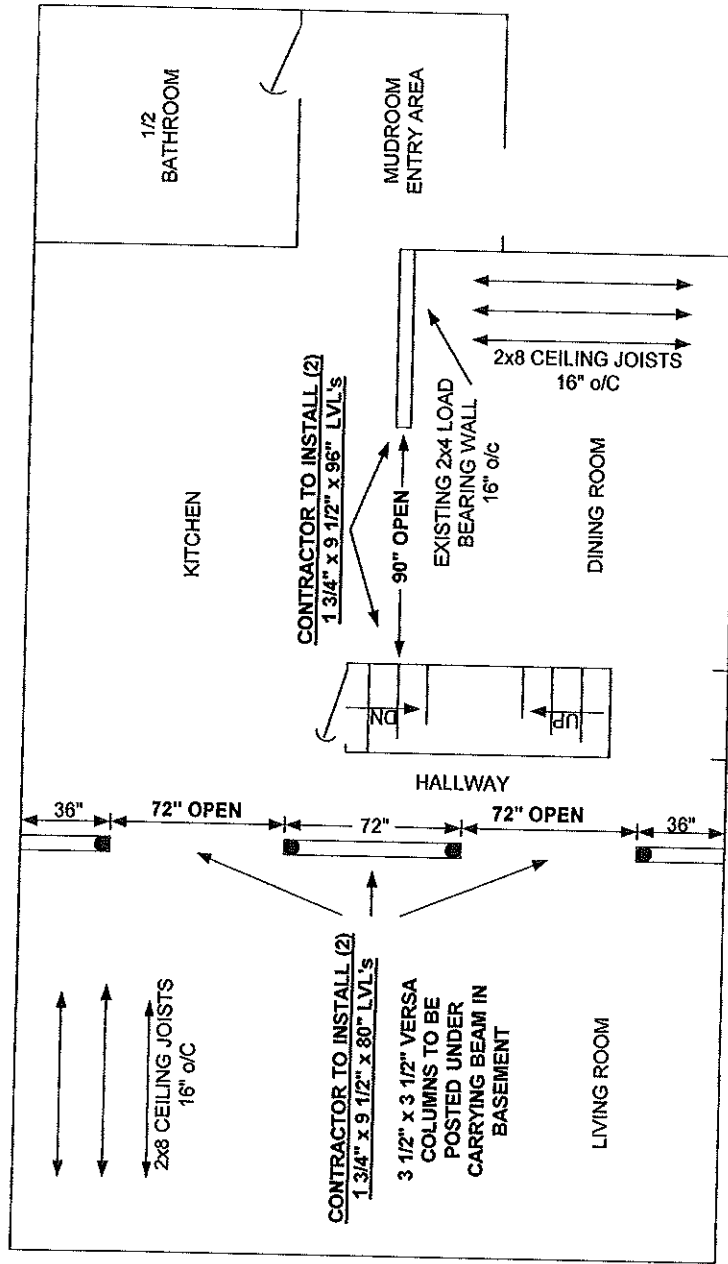 1/2
BATHROOM
MUDROOM
ENTRY AREA
KITCHEN
CONTRACTOR TO INSTALL (2)
1 3/4" x 9 1/2" x 96" LVL's
90" OPEN
EXISTING 2x4 LOAD
BEARING WALL
16" o/c
2x8 CEILING JOISTS
16" o/C
DINING ROOM
DN
UP
HALLWAY
36"
72" OPEN
72"
72" OPEN
36"
2x8 CEILING JOISTS
16" o/C
CONTRACTOR TO INSTALL (2)
1 3/4" x 9 1/2" x 80" LVL's
3 1/2" x 3 1/2" VERSA
COLUMNS TO BE
POSTED UNDER
CARRYING BEAM IN
BASEMENT
LIVING ROOM